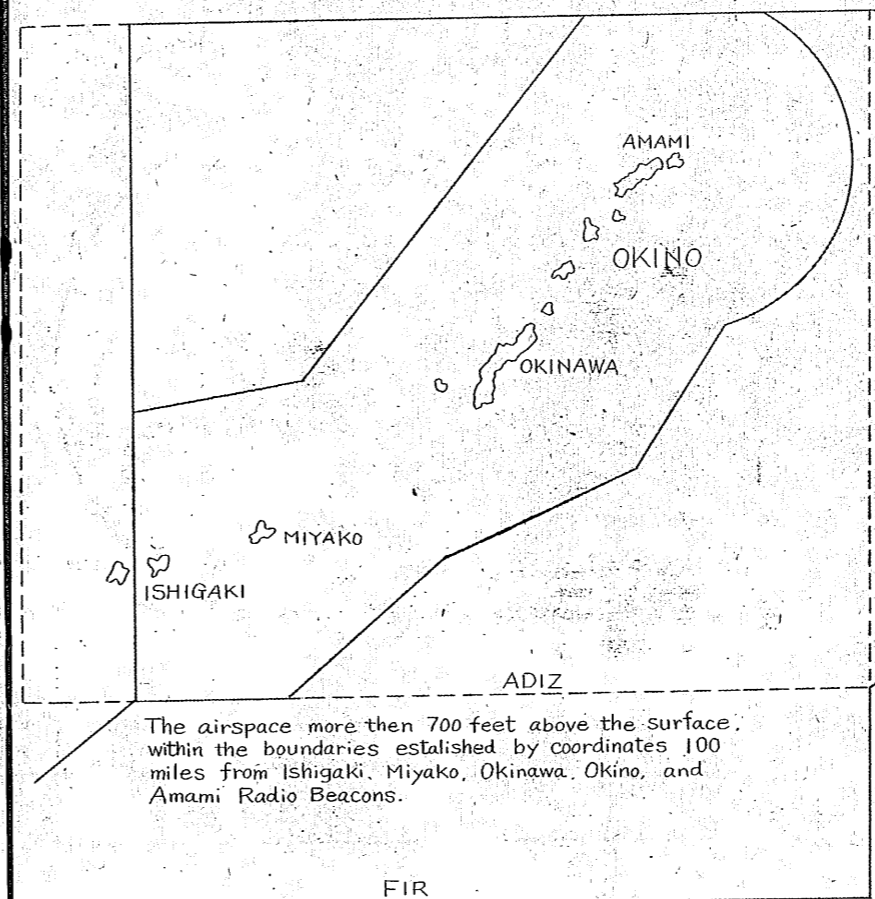 AMAMI
OKINO
OKINAWA
MIYAKO
ISHIGAKI
ADIZ
The airspace more then 700 feet above the surface,
within the boundaries estalished by coordinates 100
miles from Ishigaki, Miyako, Okinawa, Okino, and
Amami Radio Beacons.
FIR